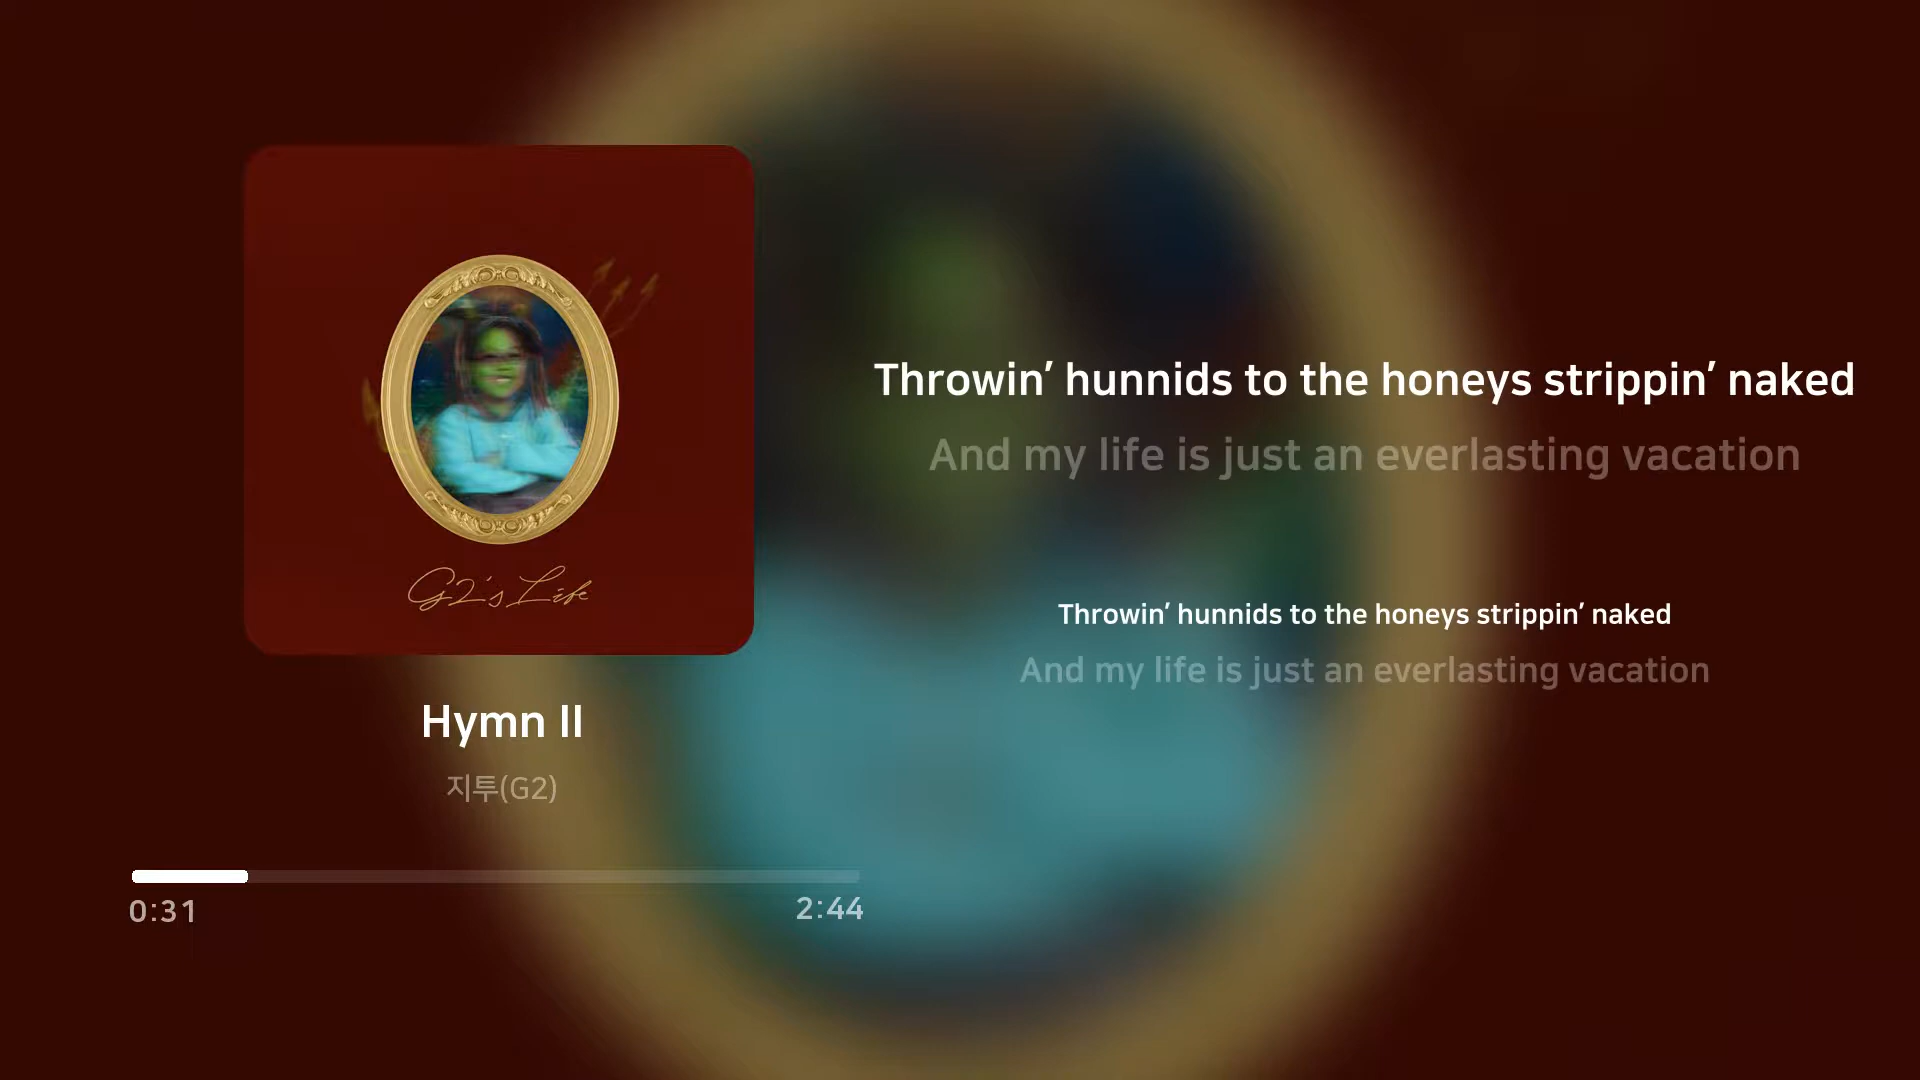 G2's Life
Hymn II
지투(G2)
0:31
2:44
Throwin’ hunnids to the honeys strippin’ naked
And my life is just an everlasting vacation
Throwin’ hunnids to the honeys strippin’ naked
And my life is just an everlasting vacation